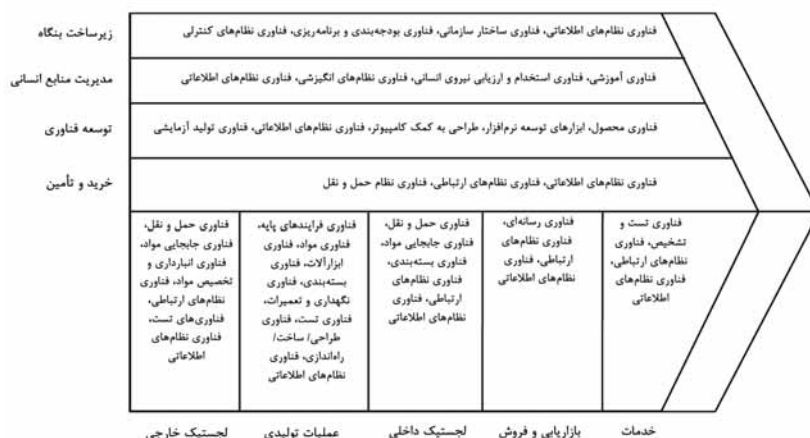 زیرساخت بنگاه
فناوری نظام‌های اطلاعاتی، فناوری ساختار سازمانی، فناوری بودجه‌بندی و برنامه‌ریزی، فناوری نظام‌های کنترلی
مدیریت منابع انسانی
فناوری آموزشی، فناوری استخدام و ارزیابی نیروی انسانی، فناوری نظام‌های انگیزشی، فناوری نظام‌های اطلاعاتی
توسعه فناوری
فناوری محصول، ابزارهای توسعه نرم‌افزار، طراحی به کمک کامپیوتر، فناوری نظام‌های اطلاعاتی، فناوری تولید آزمایشی
خرید و تأمین
فناوری نظام‌های اطلاعاتی، فناوری نظام‌های ارتباطی، فناوری نظام حمل و نقل
فناوری تست و
تشخیص، فناوری
نظام‌های ارتباطی،
فناوری نظام‌های
اطلاعاتی
فناوری رسانه‌ای،
فناوری نظام‌های
ارتباطی، فناوری
نظام‌های اطلاعاتی
فناوری حمل و نقل،
فناوری جابجایی مواد،
فناوری بسته‌بندی،
فناوری نظام‌های
ارتباطی، فناوری
نظام‌های اطلاعاتی
فناوری فرایندهای پایه،
فناوری مواد، فناوری
ابزارآلات، فناوری
بسته‌بندی، فناوری
نگهداری و تعمیرات،
فناوری تست، فناوری
طراحی/ ساخت/
راه‌اندازی، فناوری
نظام‌های اطلاعاتی
فناوری حمل و نقل،
فناوری جابجایی مواد،
فناوری انبارداری و
تخصیص مواد، فناوری
نظام‌های ارتباطی،
فناوری‌های تست،
فناوری نظام‌های
اطلاعاتی
خدمات
بازاریابی و فروش
لجستیک داخلی
عملیات تولیدی
لجستیک خارجی